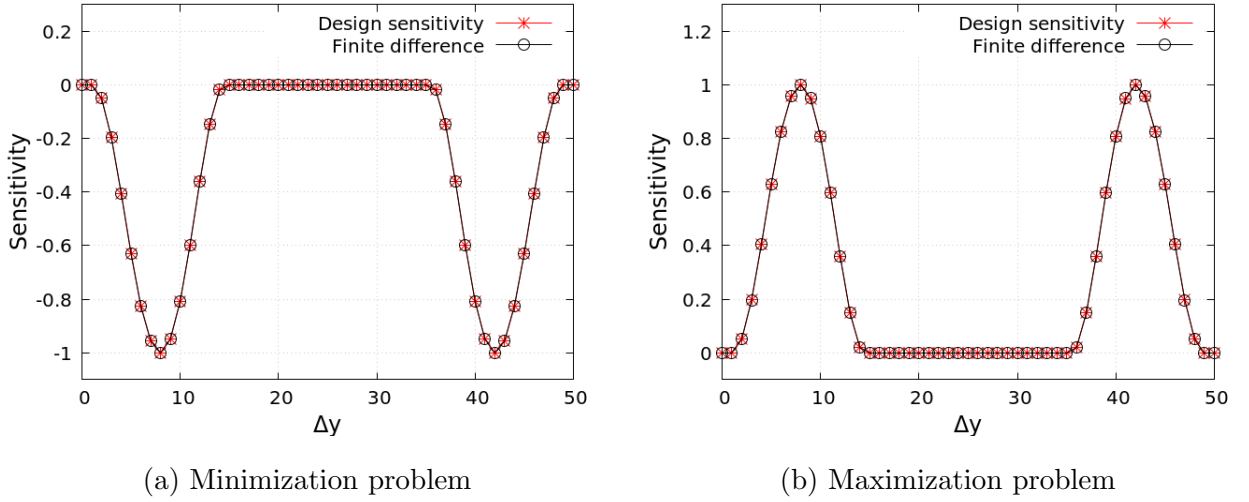 Design sensitivity
Finite difference
0.2
0
-0.2
-0.4
-0.6
-0.8
-1
Sensitivity
0 10 20 30 40 50
Δy
(a) Minimization problem
Design sensitivity
Finite difference
1.2
1
0.8
0.6
0.4
0.2
0
Sensitivity
0 10 20 30 40 50
Δy
(b) Maximization problem